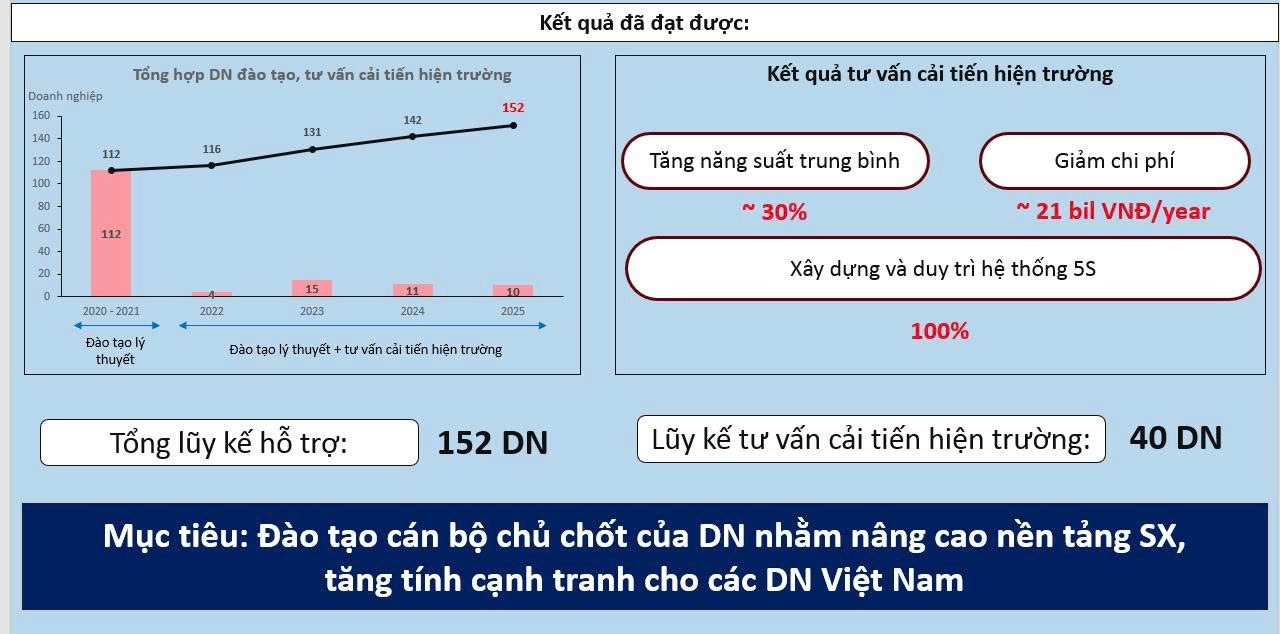 Kết quả đã đạt được:
Tổng hợp DN đào tạo, tư vấn cải tiến hiện trường
Doanh nghiệp
160
140
120
100
80
60
40
20
0
112
116
131
142
152
112
4
15
11
10
2020 - 2021
2022
2023
2024
2025
Đào tạo lý
thuyết
Đào tạo lý thuyết + tư vấn cải tiến hiện trường
Kết quả tư vấn cải tiến hiện trường
Tăng năng suất trung bình
Giảm chi phí
~ 30%
~ 21 bil VNĐ/year
Xây dựng và duy trì hệ thống 5S
100%
Tổng lũy kế hỗ trợ:
152 DN
Lũy kế tư vấn cải tiến hiện trường:
40 DN
Mục tiêu: Đào tạo cán bộ chủ chốt của DN nhằm nâng cao nền tảng SX,
tăng tính cạnh tranh cho các DN Việt Nam